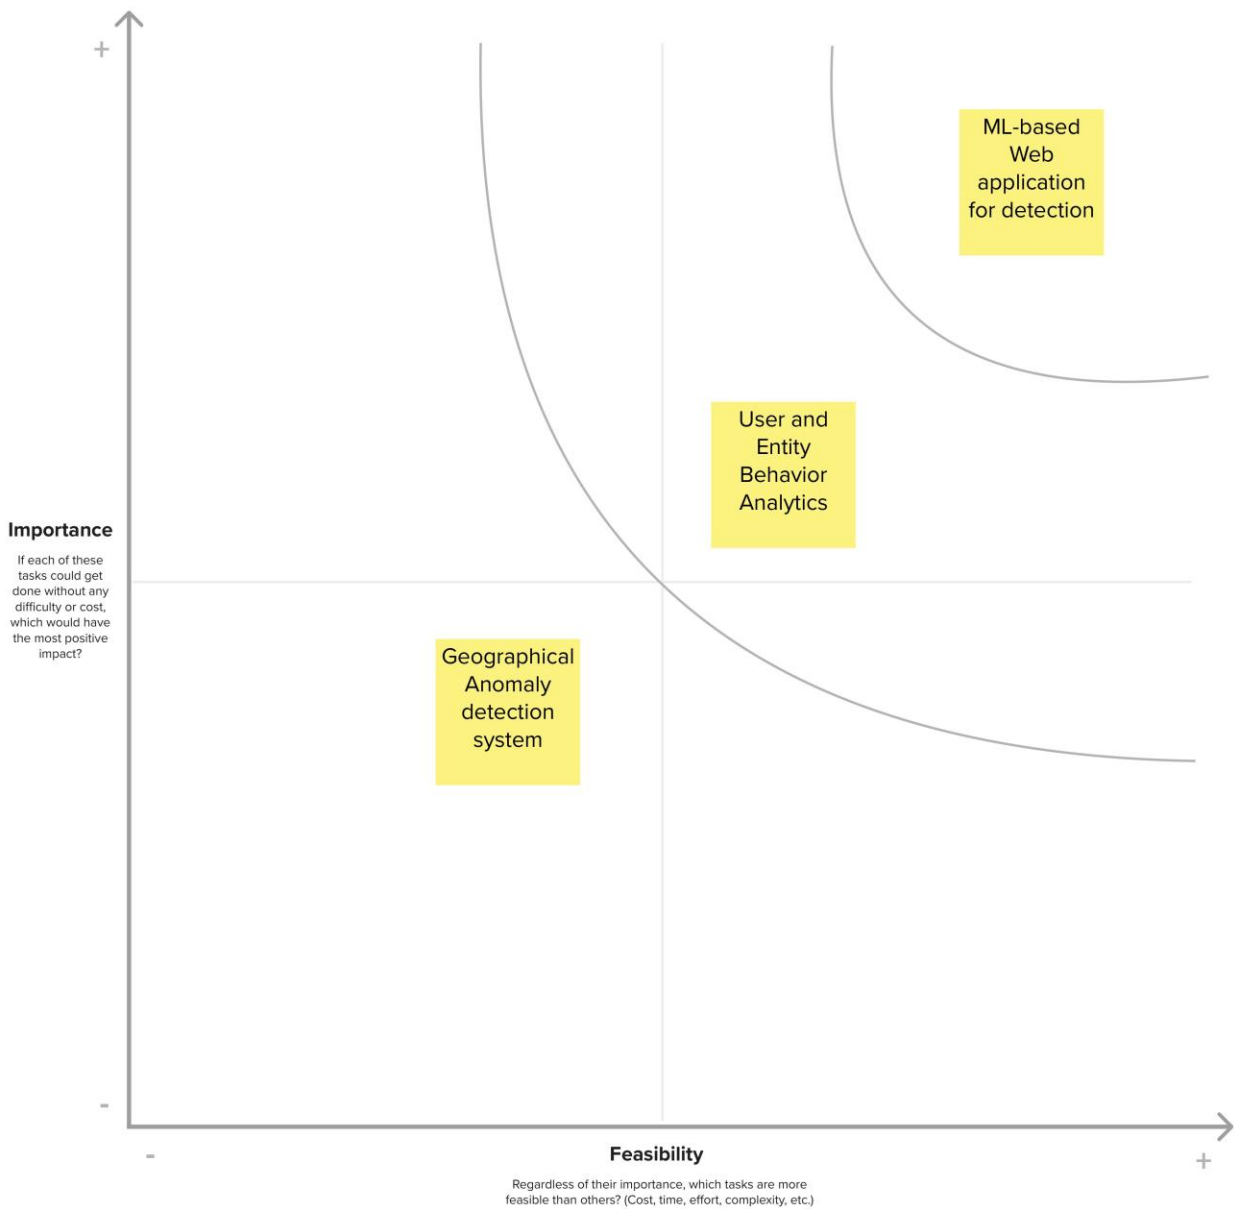 +
ML-based
Web
application
for detection
User and
Entity
Behavior
Analytics
Importance
If each of these
tasks could get
done without any
difficulty or cost,
which would have
the most positive
impact?
Geographical
Anomaly
detection
system
-
-
Feasibility
+
Regardless of their importance, which tasks are more
feasible than others? (Cost, time, effort, complexity, etc.)